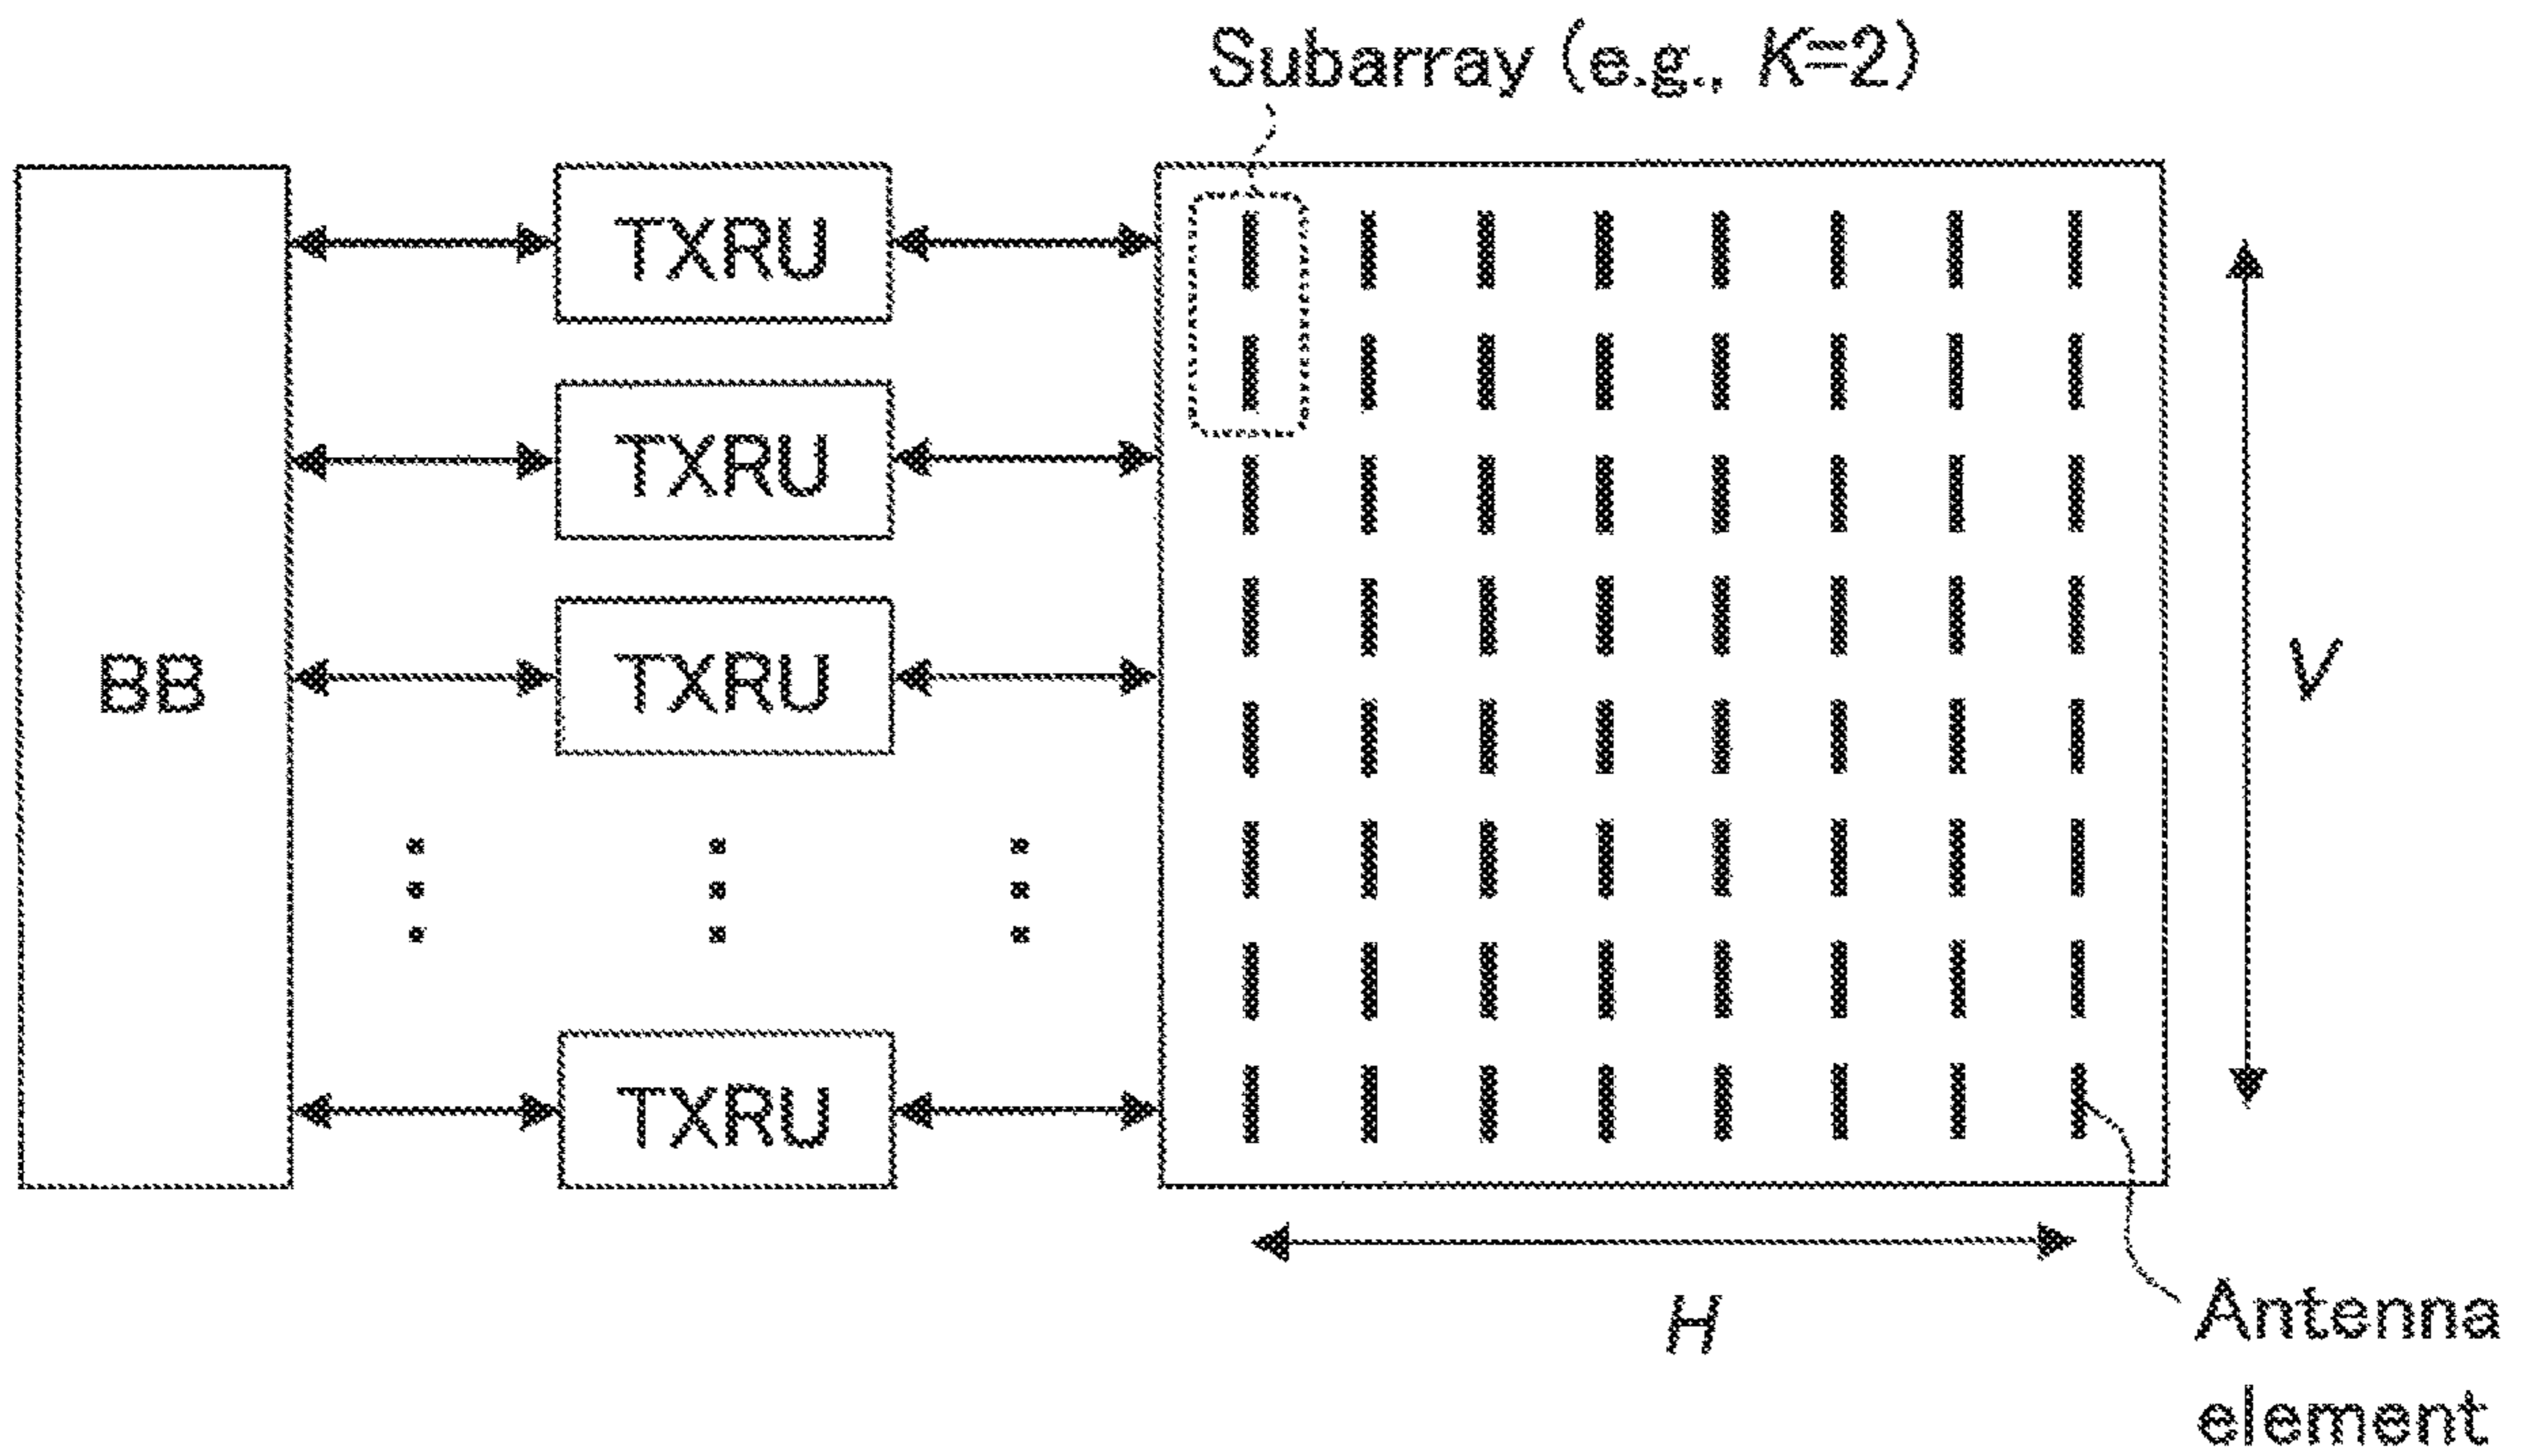 Subarray (e.g., K=2)
TXRU
TXRU
BB
TXRU
V
TXRU
H
Antenna
element